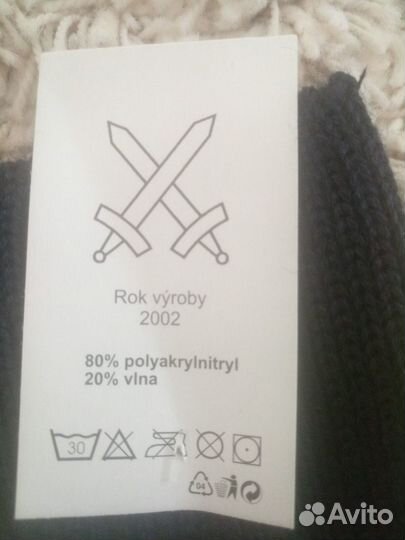 Rok výroby
2002
80% polyakrylnitryl
20% vlna
30
04
Avito